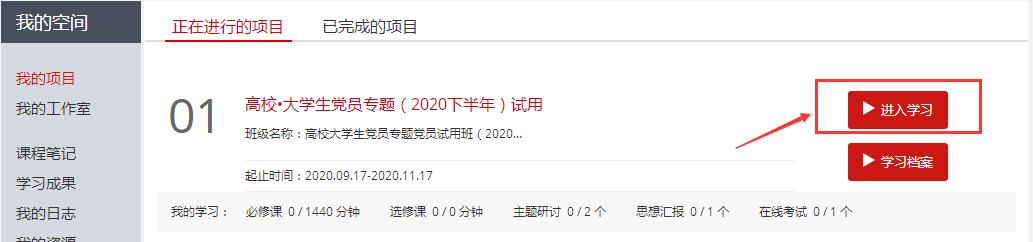 我的空间
正在进行的项目 已完成的项目
我的项目
我的工作室
课程笔记
学习成果
我的日志
我的资源
01
高校•大学生党员专题（2020下半年）试用
班级名称：高校大学生党员专题党员试用班（2020...
起止时间：2020.09.17-2020.11.17
进入学习
学习档案
我的学习： 必修课 0 / 1440 分钟 选修课 0 / 0 分钟 主题研讨 0 / 2 个 思想汇报 0 / 1 个 在线考试 0 / 1 个